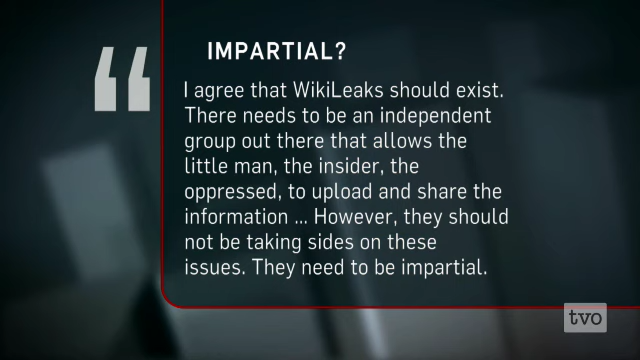 “
IMPARTIAL?
I agree that WikiLeaks should exist.
There needs to be an independent
group out there that allows the
little man, the insider, the
oppressed, to upload and share the
information ... However, they should
not be taking sides on these
issues. They need to be impartial.
tvo